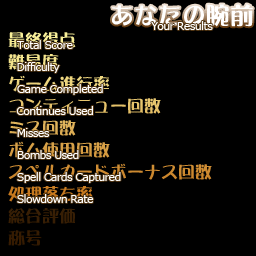 あなたの腕前
Your Results
最終得点
Total Score
難易度
Difficulty
ゲーム進行率
Game Completed
コンティニュー回数
Continues Used
ミス回数
Misses
ボム使用回数
Bombs Used
スペルカードボーナス回数
Spell Cards Captured
処理落ち率
Slowdown Rate
総合評価
称号